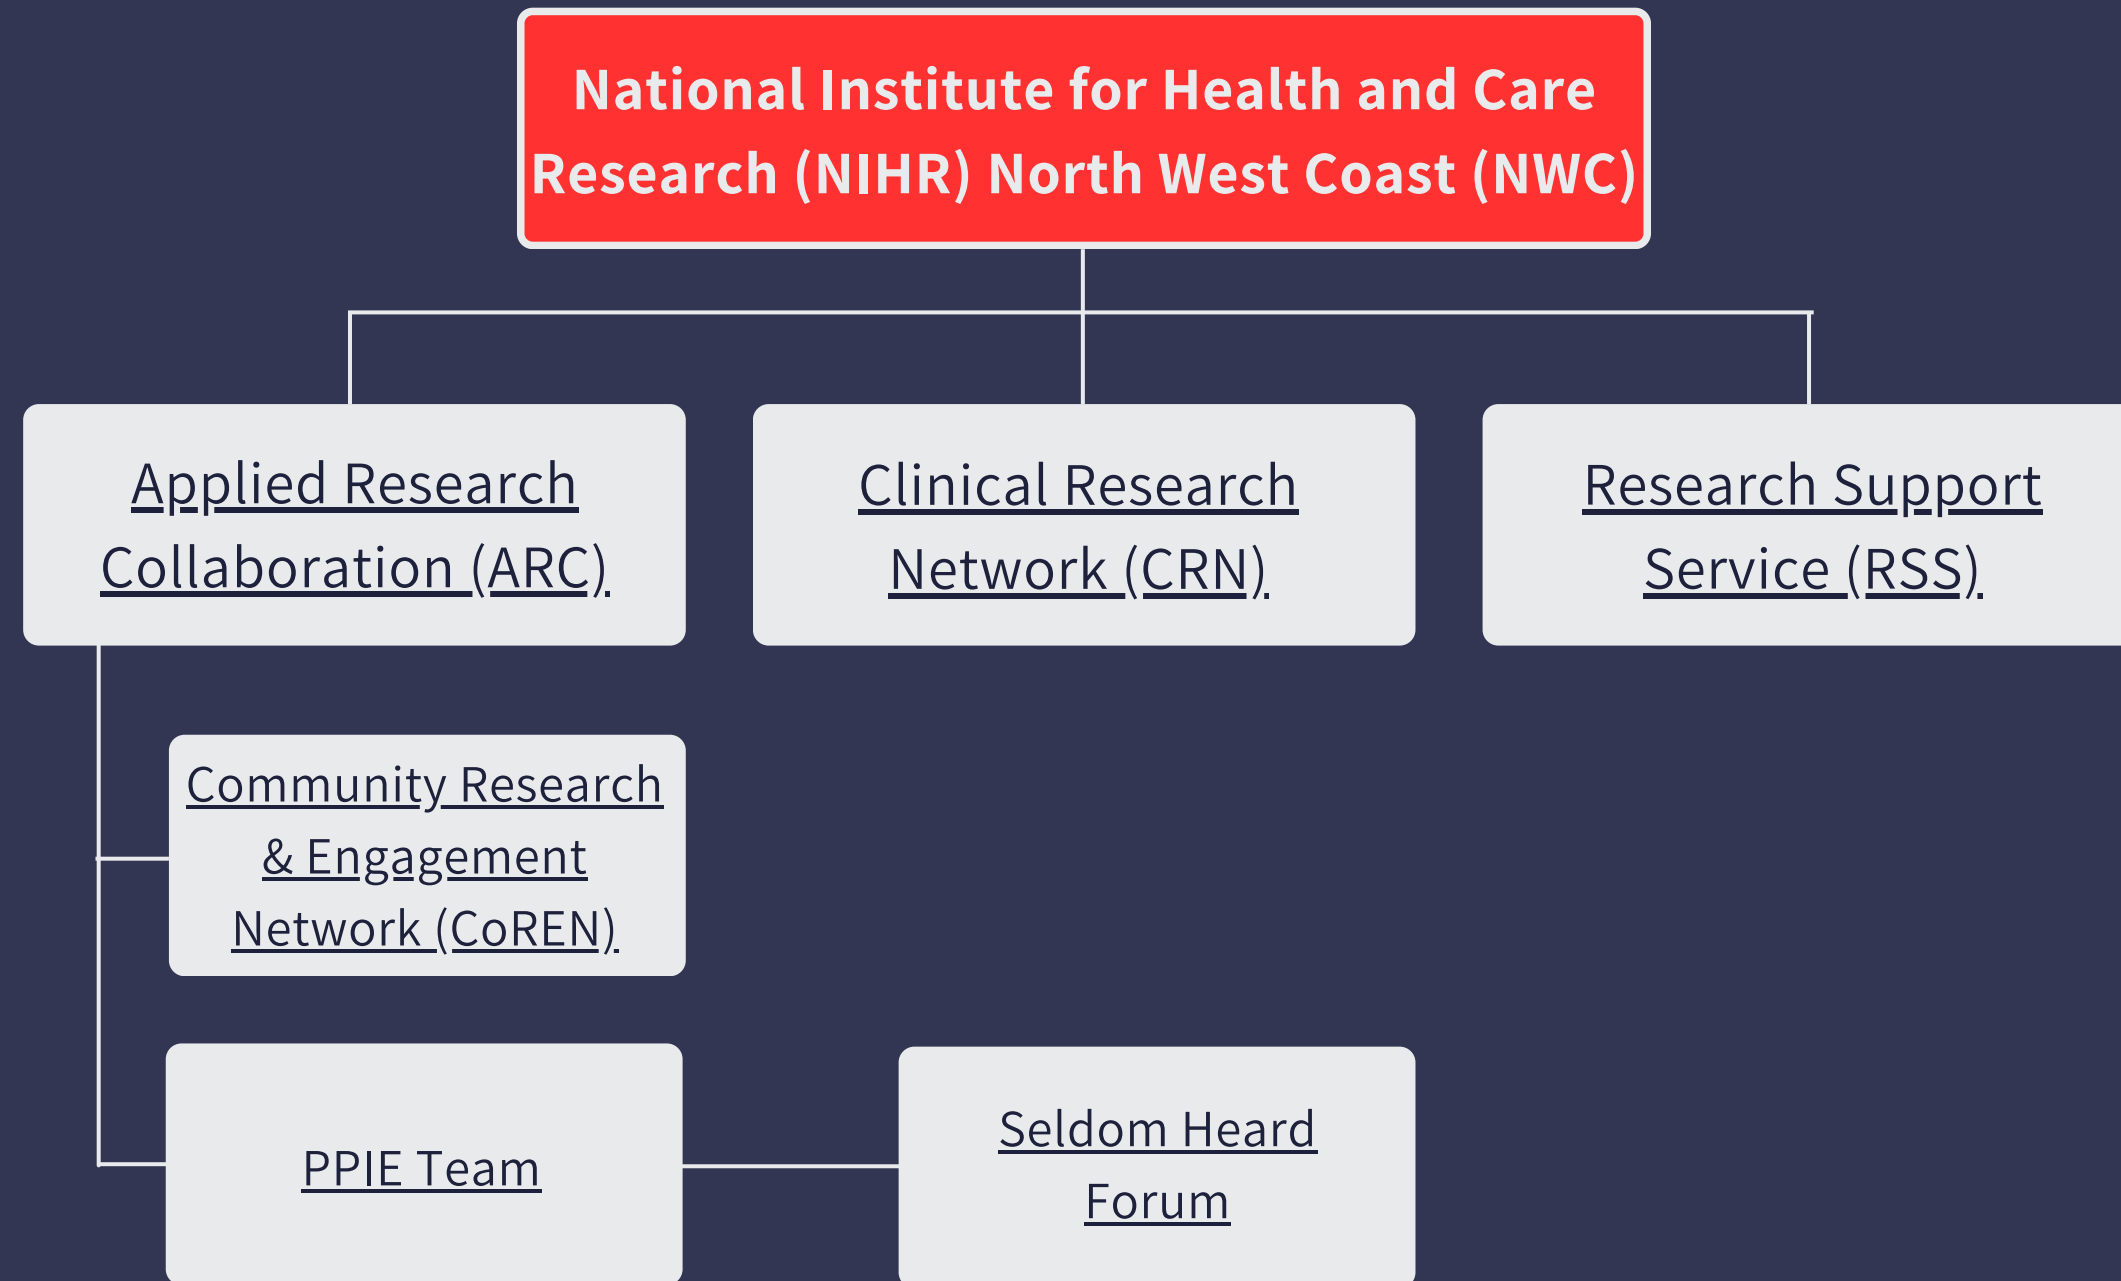 National Institute for Health and Care
Research (NIHR) North West Coast (NWC)
Applied Research
Collaboration (ARC)
Clinical Research
Network (CRN)
Research Support
Service (RSS)
Community Research
& Engagement
Network (CoREN)
PPIE Team
Seldom Heard
Forum